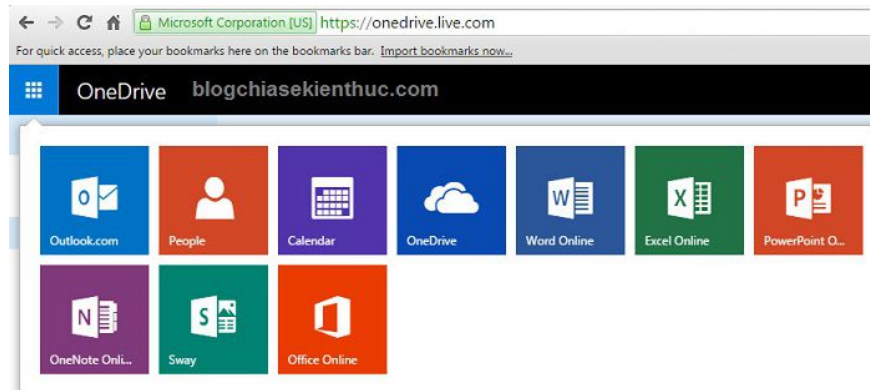 Microsoft Corporation [US] https://onedrive.live.com
For quick access, place your bookmarks here on the bookmarks bar. Import bookmarks now...
OneDrive blogchiasekienthuc.com
Outlook.com People Calendar OneDrive Word Online Excel Online PowerPoint O...
OneNote Onli... Sway Office Online